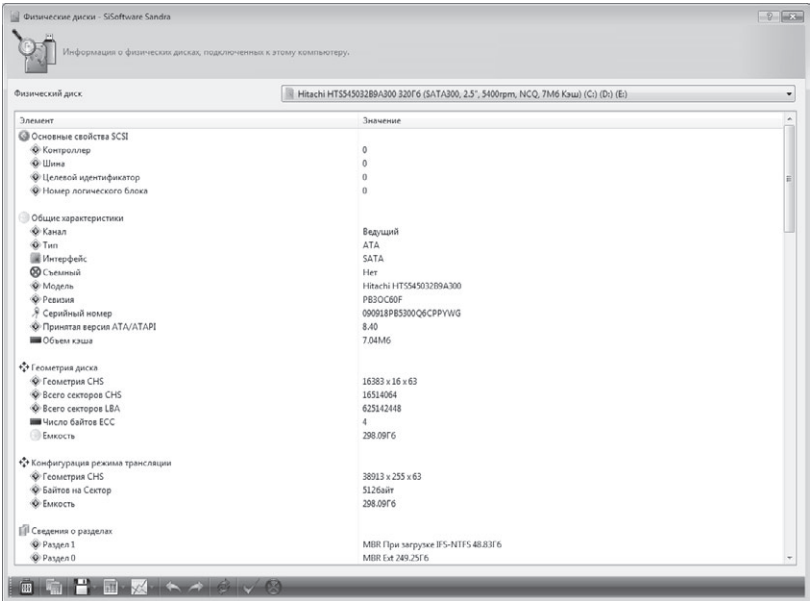 Физические диски - SiSoftware Sandra
Информация о физических дисках, подключенных к этому компьютеру.
Физический диск Hitachi HTS545032B9A300 320Гб (SATA300, 2.5", 5400rpm, NCQ, 7Мб Кэш) (C:) (D:) (E:)
Элемент Значение
Основные свойства SCSI
Контроллер 0
Шина 0
Целевой идентификатор 0
Номер логического блока 0
Общие характеристики
Канал Ведущий
Тип ATA
Интерфейс SATA
Съемный Нет
Модель Hitachi HTS545032B9A300
Ревизия PB3OC60F
Серийный номер 090918PB5300Q6CPPYWG
Принятая версия ATA/ATAPI 8.40
Объем кэша 7.04Мб
Геометрия диска
Геометрия CHS 16383 x 16 x 63
Всего секторов CHS 16514064
Всего секторов LBA 625142448
Число байтов ECC 4
Емкость 298.09Гб
Конфигурация режима трансляции
Геометрия CHS 38913 x 255 x 63
Байтов на Сектор 512байт
Емкость 298.09Гб
Сведения о разделах
Раздел 1 MBR При загрузке IFS-NTFS 48.83Гб
Раздел 0 MBR Ext 249.25Гб